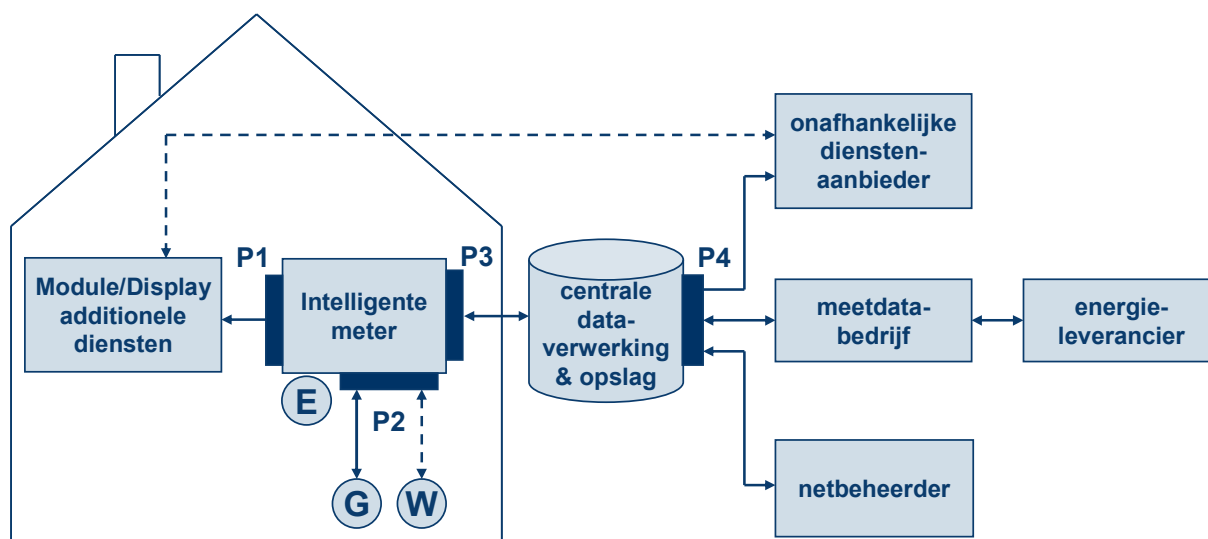 onafhankelijke
diensten-
aanbieder
P1
P3
P4
Module/Display
additionele
diensten
Intelligente
meter
centrale
data-
verwerking
& opslag
meetdata-
bedrijf
energie-
leverancier
E
P2
G
W
netbeheerder